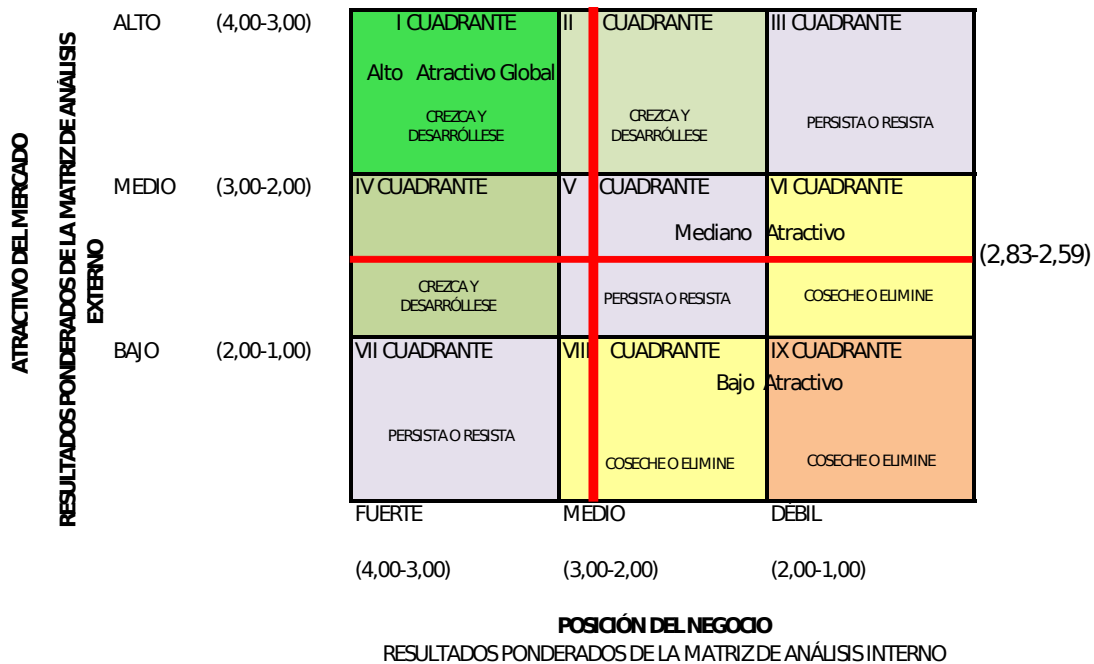 ATRACTIVO DEL MERCADO
RESULTADOS PONDERADOS DE LA MATRIZ DE ANÁLISIS
EXTERNO
ALTO (4,00-3,00)
I CUADRANTE
Alto Atractivo Global
CREZCA Y
DESARRÓLLESE
II CUADRANTE
CREZCA Y
DESARRÓLLESE
III CUADRANTE
PERSISTA O RESISTA
MEDIO (3,00-2,00)
IV CUADRANTE
CREZCA Y
DESARRÓLLESE
V CUADRANTE
Mediano Atractivo
PERSISTA O RESISTA
VI CUADRANTE
COSECHE O ELIMINE
(2,83-2,59)
BAJO (2,00-1,00)
VII CUADRANTE
PERSISTA O RESISTA
VIII CUADRANTE
Bajo Atractivo
COSECHE O ELIMINE
IX CUADRANTE
COSECHE O ELIMINE
FUERTE MEDIO DÉBIL
(4,00-3,00) (3,00-2,00) (2,00-1,00)
POSICIÓN DEL NEGOCIO
RESULTADOS PONDERADOS DE LA MATRIZ DE ANÁLISIS INTERNO